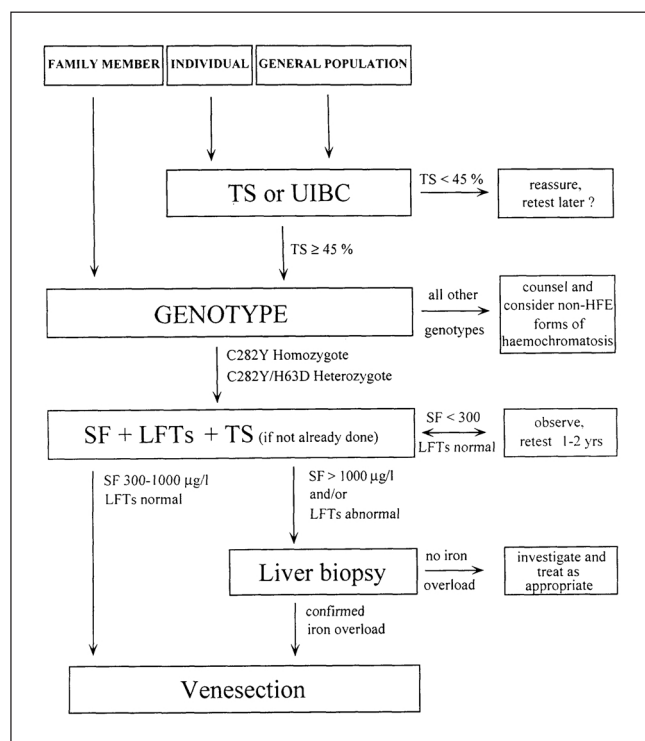 FAMILY MEMBER
INDIVIDUAL
GENERAL POPULATION
TS or UIBC
TS < 45 %
reassure,
retest later ?
TS ≥ 45 %
GENOTYPE
all other
genotypes
counsel and
consider non-HFE
forms of
haemochromatosis
C282Y Homozygote
C282Y/H63D Heterozygote
SF + LFTs + TS (if not already done)
SF < 300
LFTs normal
observe,
retest 1-2 yrs
SF 300-1000 µg/l
LFTs normal
SF > 1000 µg/l
and/or
LFTs abnormal
Liver biopsy
no iron
overload
investigate and
treat as
appropriate
confirmed
iron overload
Venesection